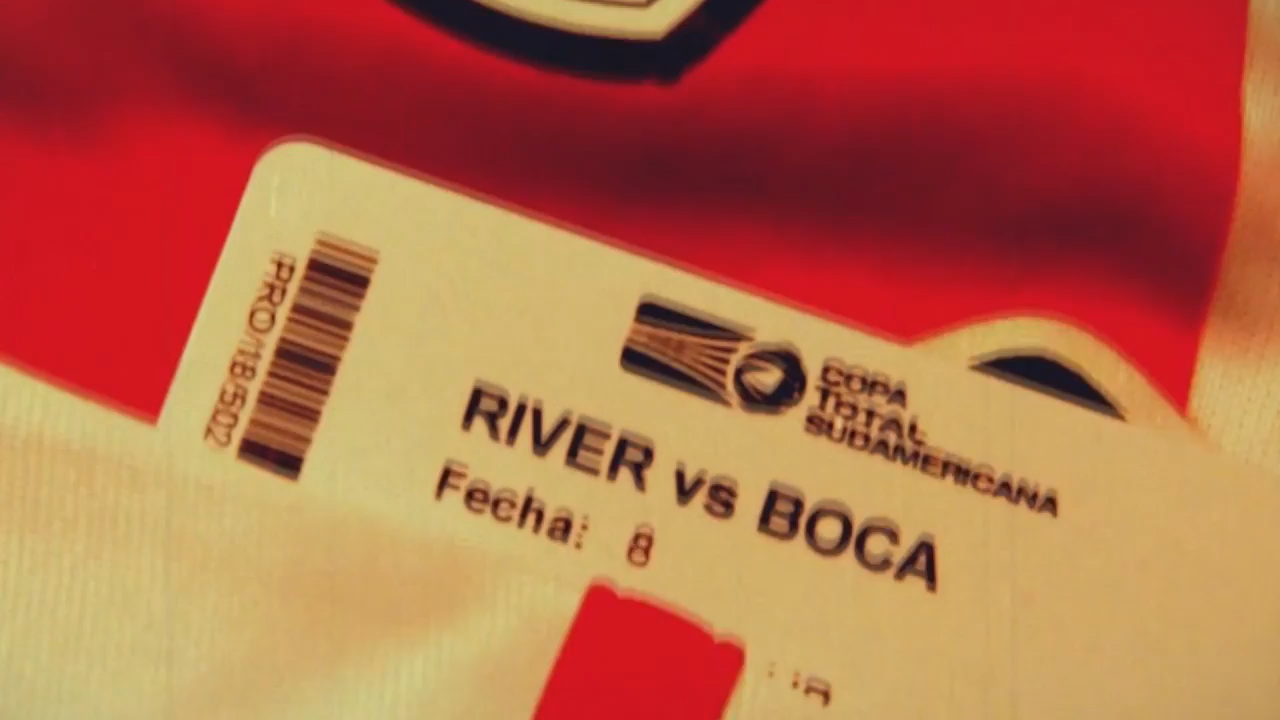 PRO/18/502
COPA
TOTAL
SUDAMERICANA
RIVER vs BOCA
Fecha: 8